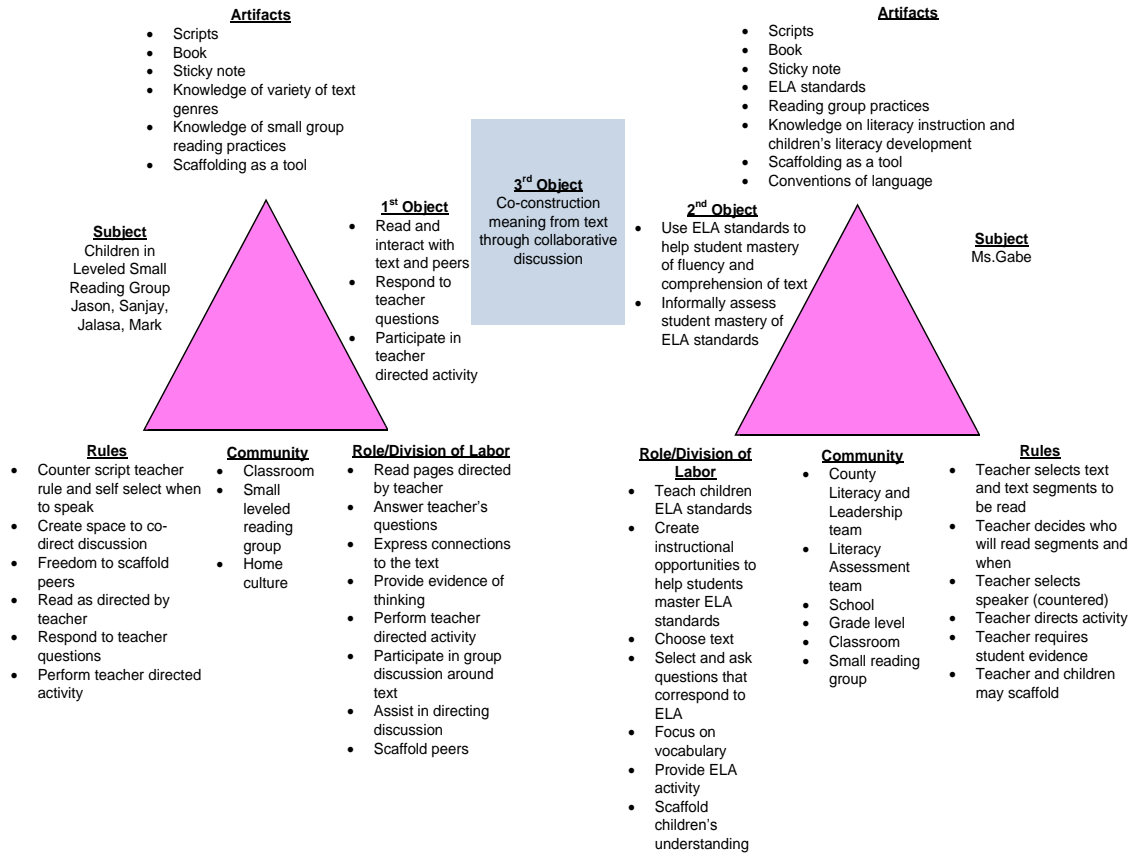 Artifacts
• Scripts
• Book
• Sticky note
• Knowledge of variety of text
genres
• Knowledge of small group
reading practices
• Scaffolding as a tool
Subject
Children in
Leveled Small
Reading Group
Jason, Sanjay,
Jalasa, Mark
1st Object
• Read and
interact with
text and peers
• Respond to
teacher
questions
• Participate in
teacher
directed activity
3rd Object
Co-construction
meaning from text
through collaborative
discussion
Artifacts
• Scripts
• Book
• Sticky note
• ELA standards
• Reading group practices
• Knowledge on literacy instruction and
children's literacy development
• Scaffolding as a tool
• Conventions of language
2nd Object
• Use ELA standards to
help student mastery
of fluency and
comprehension of text
• Informally assess
student mastery of
ELA standards
Subject
Ms.Gabe
Rules
• Counter script teacher
rule and self select when
to speak
• Create space to co-
direct discussion
• Freedom to scaffold
peers
• Read as directed by
teacher
• Respond to teacher
questions
• Perform teacher directed
activity
Community
• Classroom
• Small
leveled
reading
group
• Home
culture
Role/Division of Labor
• Read pages directed
by teacher
• Answer teacher's
questions
• Express connections
to the text
• Provide evidence of
thinking
• Perform teacher
directed activity
• Participate in group
discussion around
text
• Assist in directing
discussion
• Scaffold peers
Role/Division of
Labor
• Teach children
ELA standards
• Create
instructional
opportunities to
help students
master ELA
standards
• Choose text
• Select and ask
questions that
correspond to
ELA
• Focus on
vocabulary
• Provide ELA
activity
• Scaffold
children's
understanding
Community
• County
Literacy and
Leadership
team
• Literacy
Assessment
team
• School
• Grade level
• Classroom
• Small reading
group
Rules
• Teacher selects text
and text segments to
be read
• Teacher decides who
will read segments and
when
• Teacher selects
speaker (countered)
• Teacher directs activity
• Teacher requires
student evidence
• Teacher and children
may scaffold